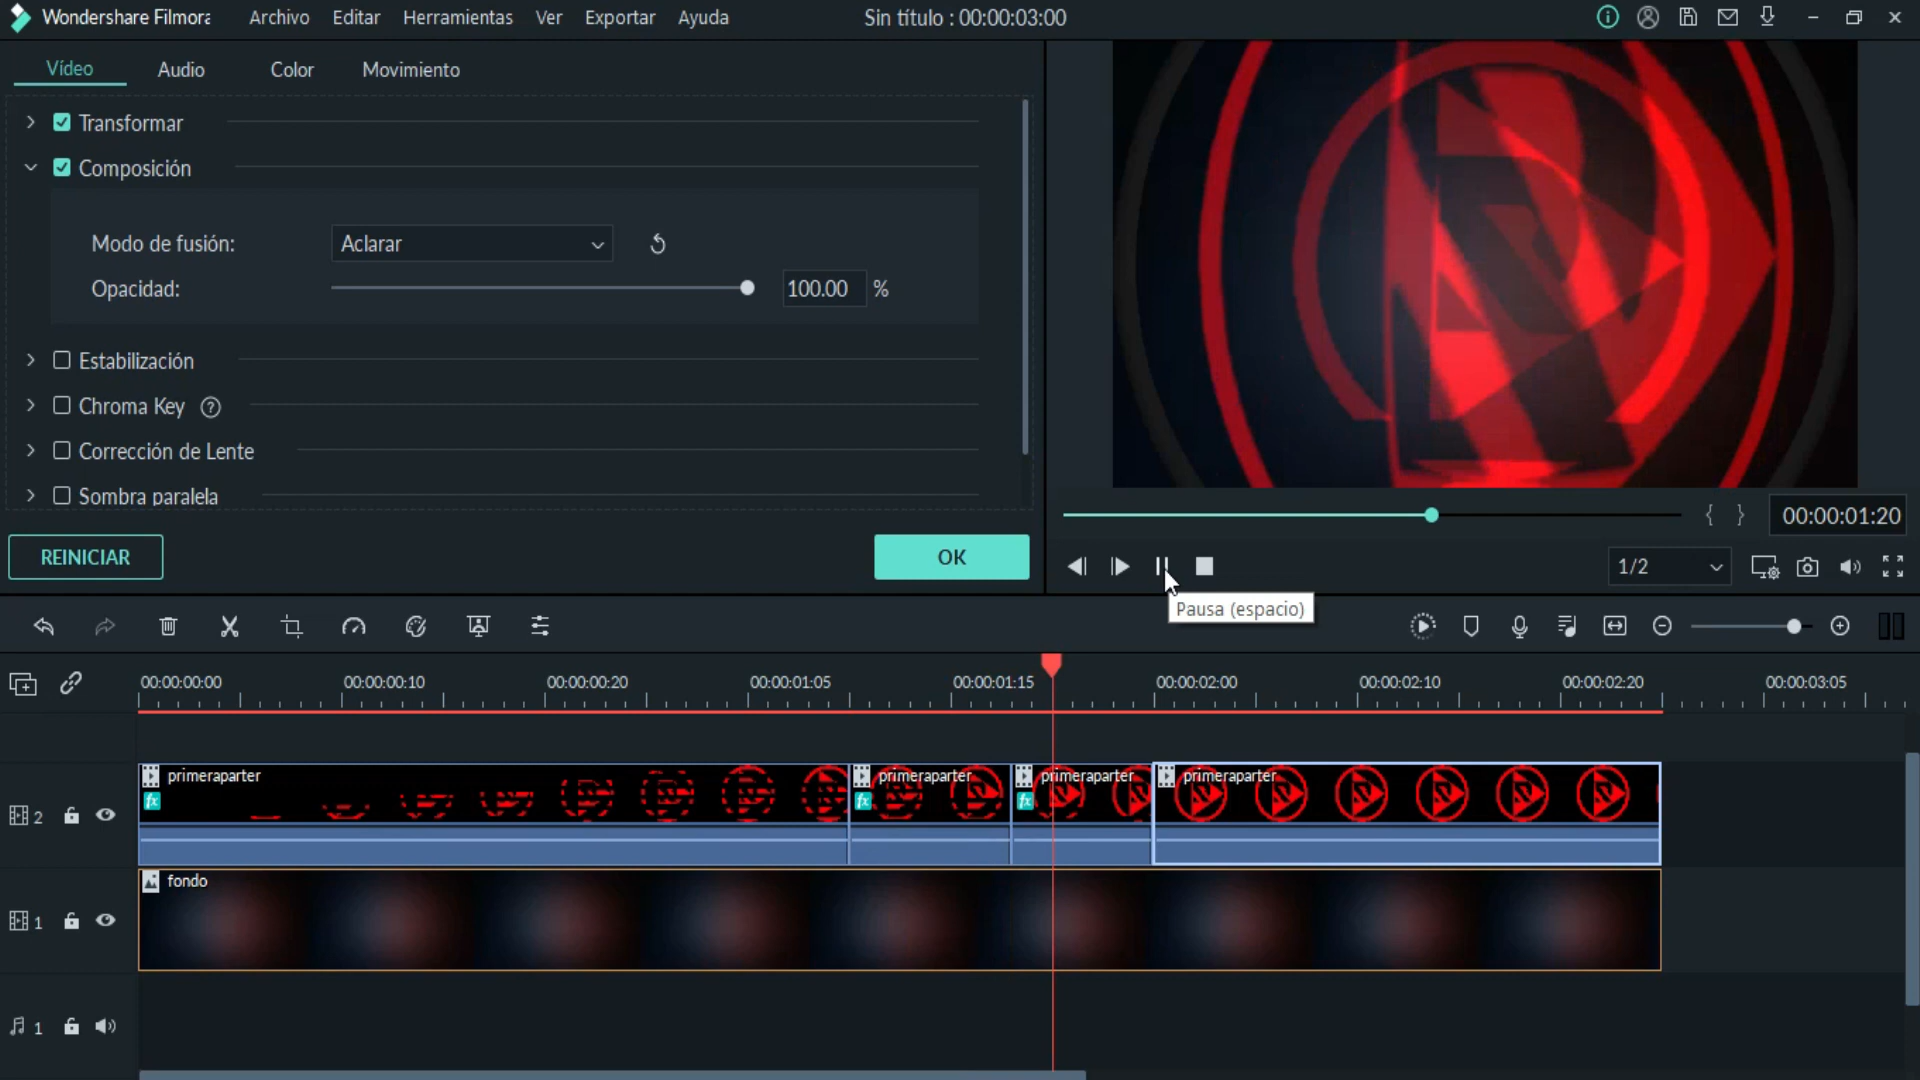 Wondershare Filmora
Archivo Editar Herramientas Ver Exportar Ayuda
Sin título : 00:00:03:00
Vídeo Audio Color Movimiento
Transformar
Composición
Modo de fusión: Aclarar
Opacidad: 100.00 %
Estabilización
Chroma Key ?
Corrección de Lente
Sombra paralela
REINICIAR OK
{ } 00:00:01:20
1/2
Pausa (espacio)
00:00:00:00 00:00:00:10 00:00:00:20 00:00:01:05 00:00:01:15 00:00:02:00 00:00:02:10 00:00:02:20 00:00:03:05
primeraparter primeraparter primeraparter primeraparter
fx fx fx
2
fondo
1
1